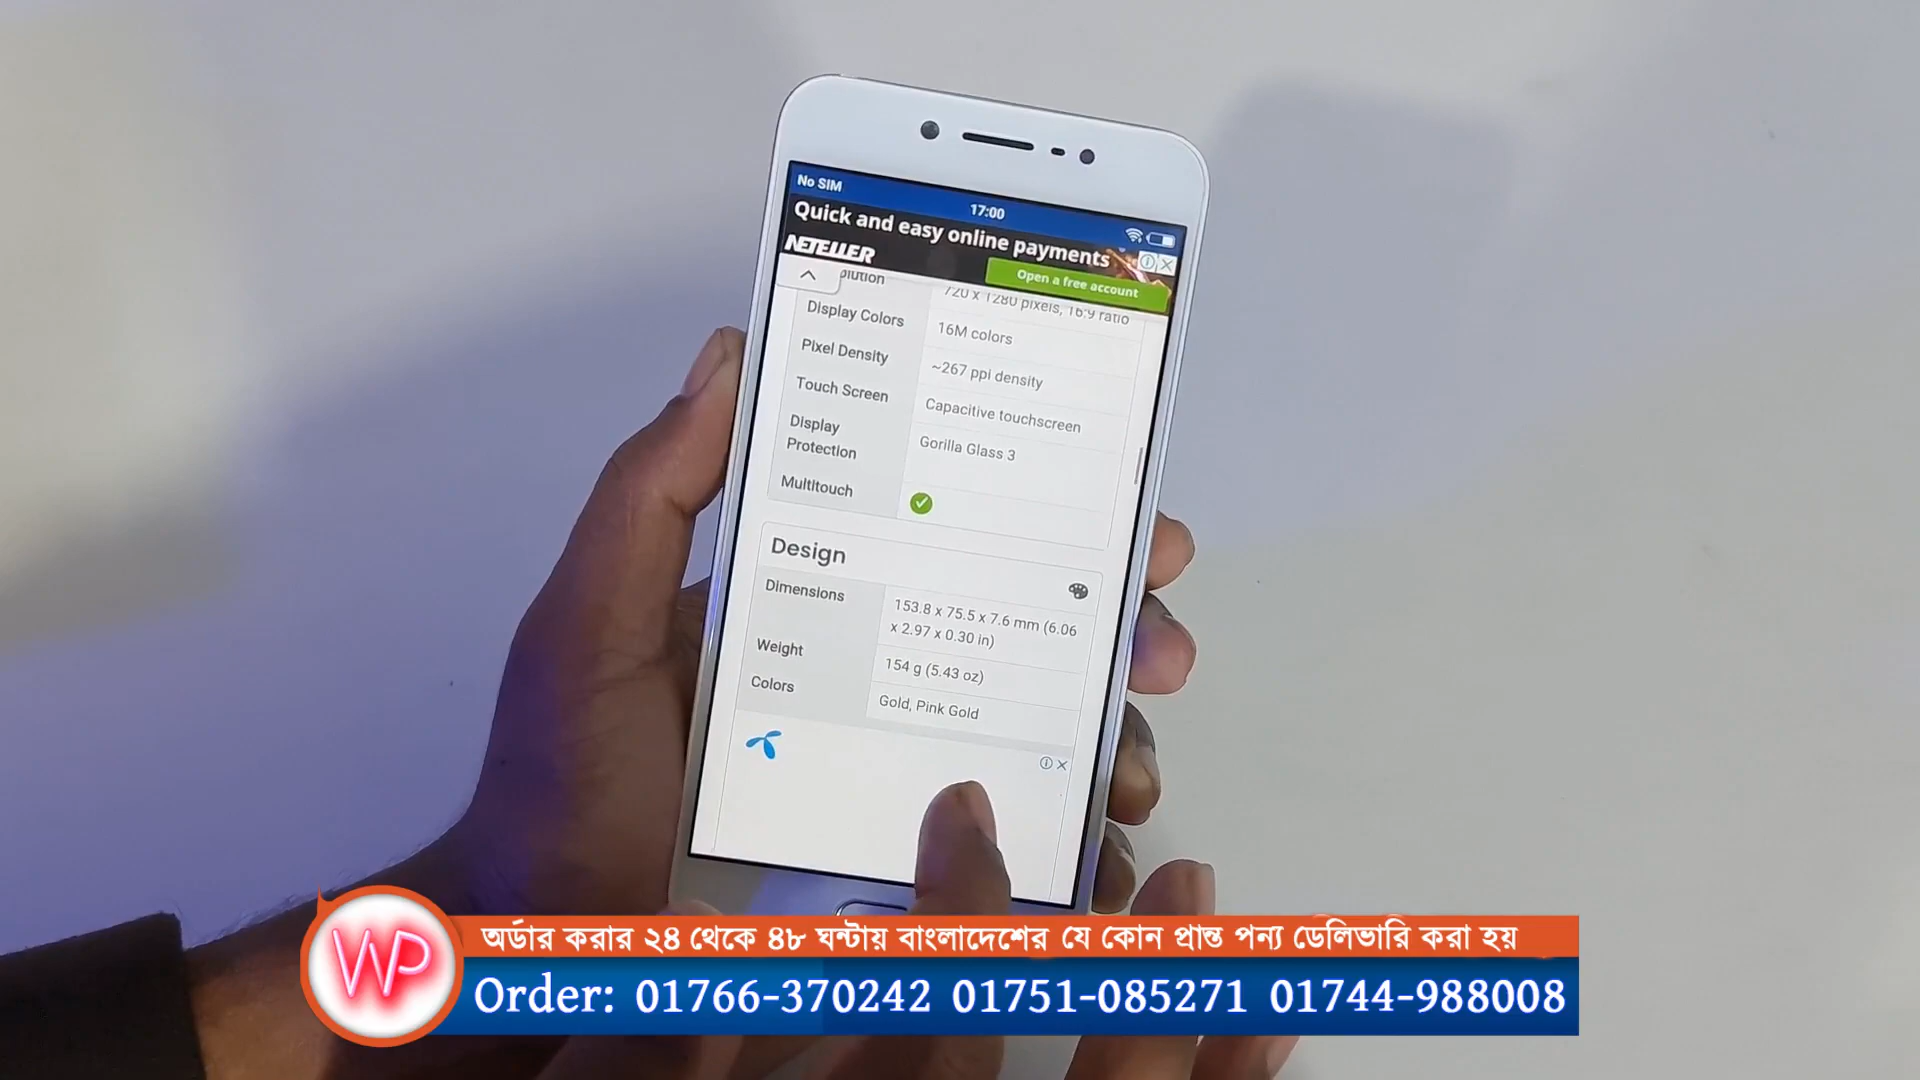 No SIM
17:00
Quick and easy online payments
NETELLER
Open a free account
olution
720 x 1280 pixels, 16:9 ratio
Display Colors
16M colors
Pixel Density
~267 ppi density
Touch Screen
Capacitive touchscreen
Display
Protection
Gorilla Glass 3
Multitouch
Design
Dimensions
153.8 x 75.5 x 7.6 mm (6.06
x 2.97 x 0.30 in)
Weight
154 g (5.43 oz)
Colors
Gold, Pink Gold
WP
অর্ডার করার ২৪ থেকে ৪৮ ঘন্টায় বাংলাদেশের যে কোন প্রান্ত পন্য ডেলিভারি করা হয়
Order: 01766-370242 01751-085271 01744-988008